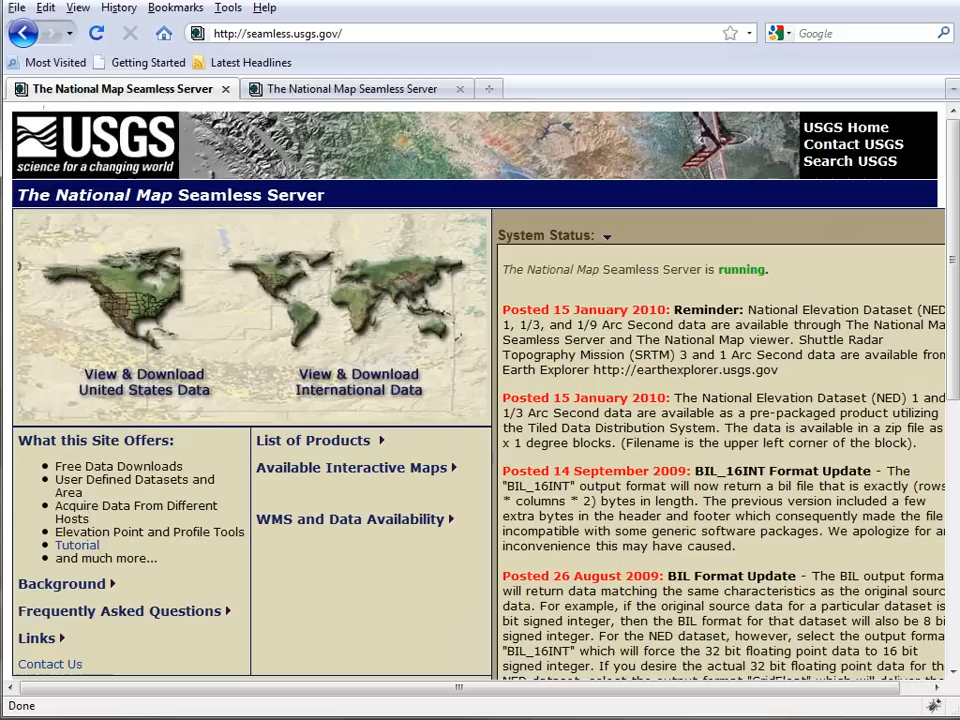 File Edit View History Bookmarks Tools Help
http://seamless.usgs.gov/
Google
Most Visited Getting Started Latest Headlines
The National Map Seamless Server
The National Map Seamless Server
USGS
science for a changing world
USGS Home
Contact USGS
Search USGS
The National Map Seamless Server
View & Download
United States Data
View & Download
International Data
What this Site Offers:
Free Data Downloads
User Defined Datasets and
Area
Acquire Data From Different
Hosts
Elevation Point and Profile Tools
Tutorial
and much more...
Background
Frequently Asked Questions
Links
Contact Us
List of Products
Available Interactive Maps
WMS and Data Availability
System Status:
The National Map Seamless Server is running.
Posted 15 January 2010: Reminder: National Elevation Dataset (NED
1, 1/3, and 1/9 Arc Second data are available through The National Ma
Seamless Server and The National Map viewer. Shuttle Radar
Topography Mission (SRTM) 3 and 1 Arc Second data are available from
Earth Explorer http://earthexplorer.usgs.gov
Posted 15 January 2010: The National Elevation Dataset (NED) 1 and
1/3 Arc Second data are available as a pre-packaged product utilizing
the Tiled Data Distribution System. The data is available in a zip file as
x 1 degree blocks. (Filename is the upper left corner of the block).
Posted 14 September 2009: BIL_16INT Format Update - The
"BIL_16INT" output format will now return a bil file that is exactly (rows
* columns * 2) bytes in length. The previous version included a few
extra bytes in the header and footer which consequently made the file
incompatible with some generic software packages. We apologize for an
inconvenience this may have caused.
Posted 26 August 2009: BIL Format Update - The BIL output forma
will return data matching the same characteristics as the original sourc
data. For example, if the original source data for a particular dataset is
bit signed integer, then the BIL format for that dataset will also be 8 bi
signed integer. For the NED dataset, however, select the output forma
"BIL_16INT" which will force the 32 bit floating point data to 16 bit
signed integer. If you desire the actual 32 bit floating point data for th
NED dataset, select the output format "GridFloat" which will deliver the
Done